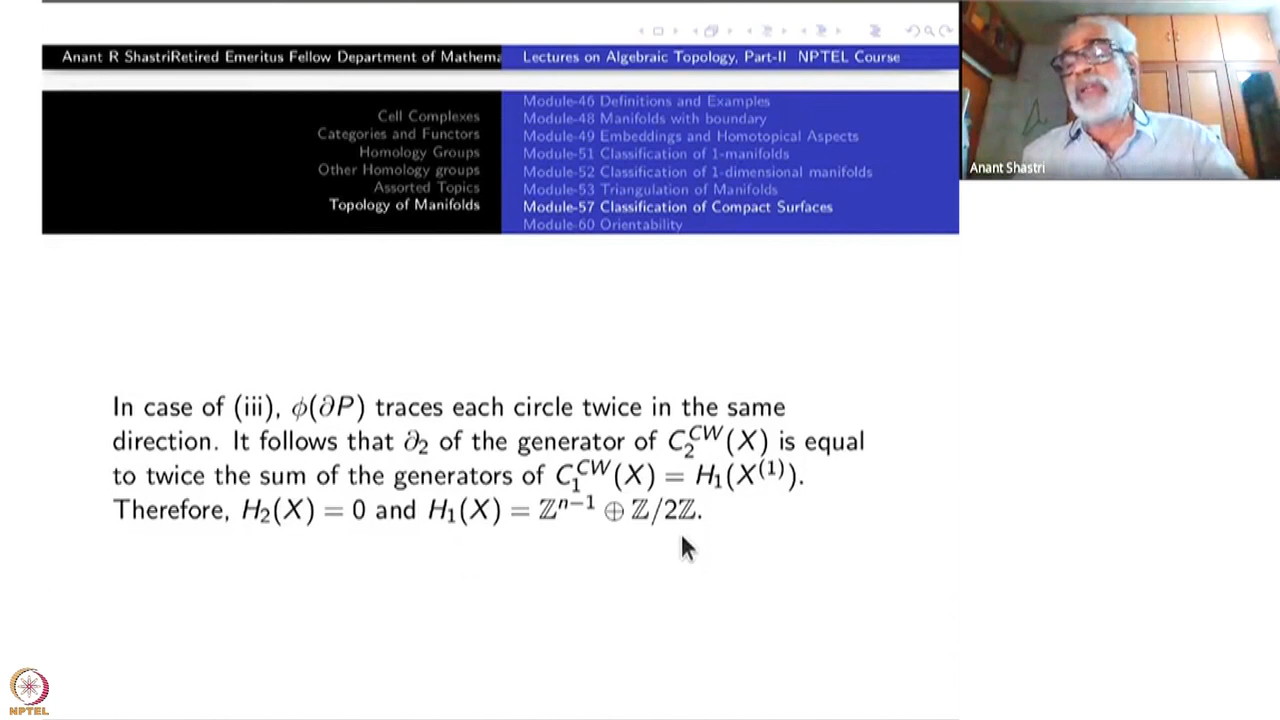 Anant R ShastriRetired Emeritus Fellow Department of Mathema
Lectures on Algebraic Topology, Part-II NPTEL Course
Cell Complexes
Categories and Functors
Homology Groups
Other Homology groups
Assorted Topics
Topology of Manifolds
Module-46 Definitions and Examples
Module-48 Manifolds with boundary
Module-49 Embeddings and Homotopical Aspects
Module-51 Classification of 1-manifolds
Module-52 Classification of 1-dimensional manifolds
Module-53 Triangulation of Manifolds
Module-57 Classification of Compact Surfaces
Module-60 Orientability
Anant Shastri
In case of (iii), ϕ(∂P) traces each circle twice in the same
direction. It follows that ∂₂ of the generator of C₂^{CW}(X) is equal
to twice the sum of the generators of C₁^{CW}(X) = H₁(X^{(1)}).
Therefore, H₂(X) = 0 and H₁(X) = ℤ^{n−1} ⊕ ℤ/2ℤ.
NPTEL